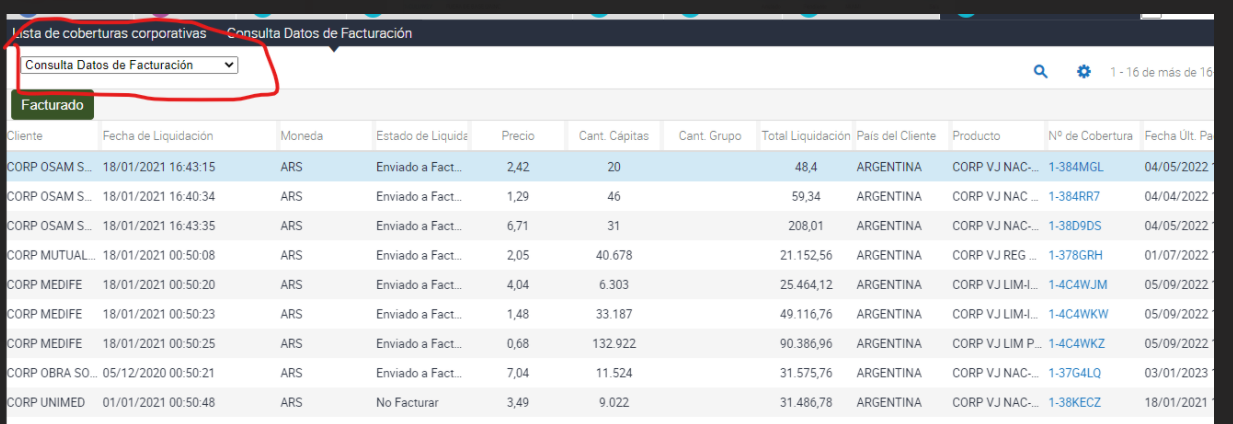 Lista de coberturas corporativas Consulta Datos de Facturación
Consulta Datos de Facturación
1 - 16 de más de 16
Facturado
Cliente Fecha de Liquidación Moneda Estado de Liquida Precio Cant. Cápitas Cant. Grupo Total Liquidación País del Cliente Producto Nº de Cobertura Fecha Últ. Pa
CORP OSAM S... 18/01/2021 16:43:15 ARS Enviado a Fact... 2,42 20 48,4 ARGENTINA CORP VJ NAC-... 1-384MGL 04/05/2022 1
CORP OSAM S... 18/01/2021 16:40:34 ARS Enviado a Fact... 1,29 46 59,34 ARGENTINA CORP VJ NAC ... 1-384RR7 04/04/2022 1
CORP OSAM S... 18/01/2021 16:43:35 ARS Enviado a Fact... 6,71 31 208,01 ARGENTINA CORP VJ NAC-... 1-38D9DS 04/05/2022 1
CORP MUTUAL... 18/01/2021 00:50:08 ARS Enviado a Fact... 2,05 40.678 21.152,56 ARGENTINA CORP VJ REG ... 1-378GRH 01/07/2022 1
CORP MEDIFE 18/01/2021 00:50:20 ARS Enviado a Fact... 4,04 6.303 25.464,12 ARGENTINA CORP VJ LIM-I... 1-4C4WJM 05/09/2022 1
CORP MEDIFE 18/01/2021 00:50:23 ARS Enviado a Fact... 1,48 33.187 49.116,76 ARGENTINA CORP VJ LIM-I... 1-4C4WKW 05/09/2022 1
CORP MEDIFE 18/01/2021 00:50:25 ARS Enviado a Fact... 0,68 132.922 90.386,96 ARGENTINA CORP VJ LIM P... 1-4C4WKZ 05/09/2022 1
CORP OBRA SO... 05/12/2020 00:50:21 ARS Enviado a Fact... 7,04 11.524 31.575,76 ARGENTINA CORP VJ NAC-... 1-37G4LQ 03/01/2023 1
CORP UNIMED 01/01/2021 00:50:48 ARS No Facturar 3,49 9.022 31.486,78 ARGENTINA CORP VJ NAC-... 1-38KECZ 18/01/2021 1